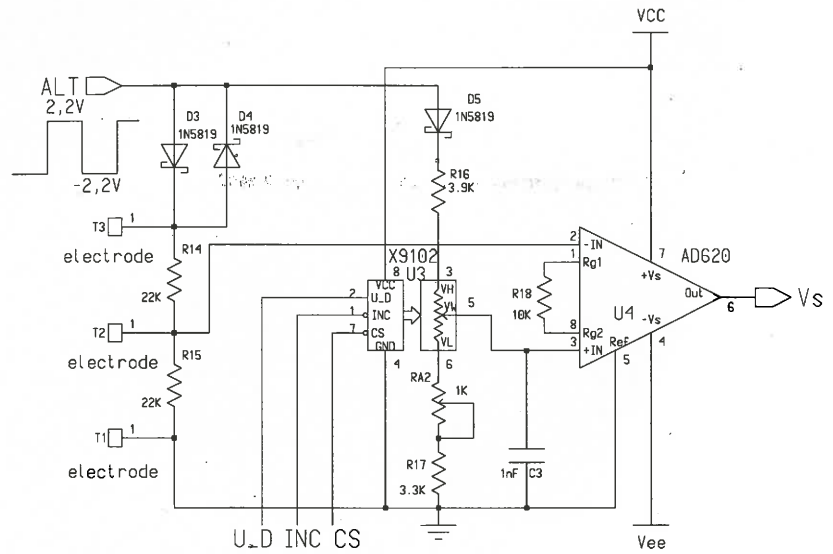 VCC
ALT
2,2V
-2,2V
D3
1N5819
D4
1N5819
D5
1N5819
R16
3.9K
T3
1
electrode
R14
22K
X9102
U3
8
VCC
2
U_D
1
INC
7
CS
GND
4
3
VH
VW
5
VL
6
2
-IN
1
Rg1
R18
10K
8
Rg2
3
+IN
7
+Vs
AD620
Out
6
Vs
U4
-Vs
4
Ref
5
T2
1
electrode
R15
22K
RA2
1K
T1
1
electrode
R17
3.3K
1nF
C3
U_D INC CS
Vee